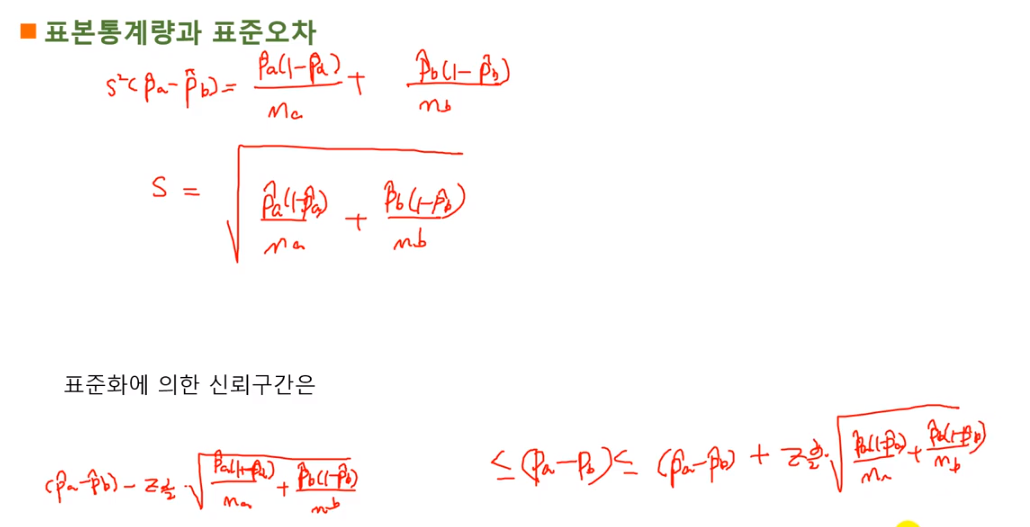 표본통계량과 표준오차
s²(p̂a-p̂b)= p̂a(1-p̂a)/na + p̂b(1-p̂b)/nb
S = √(p̂a(1-p̂a)/na + p̂b(1-p̂b)/nb)
표준화에 의한 신뢰구간은
(p̂a-p̂b)-Zα/2·√(p̂a(1-p̂a)/na + p̂b(1-p̂b)/nb) ≤(Pa-Pb)≤ (p̂a-p̂b) + Zα/2·√(p̂a(1-p̂a)/na + p̂b(1-p̂b)/nb)